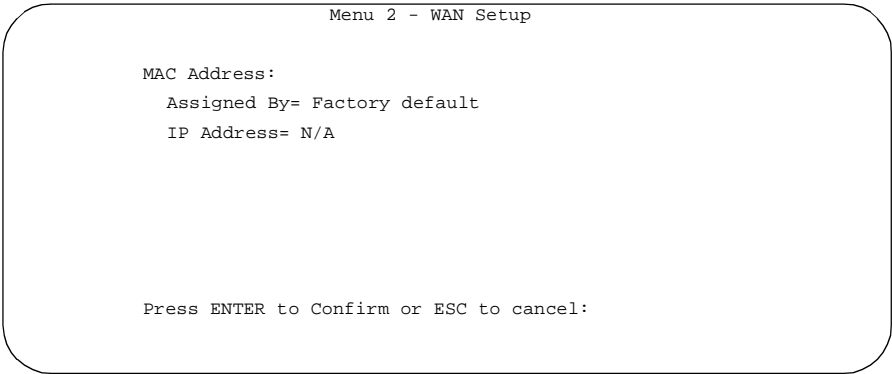 Menu 2 - WAN Setup
MAC Address:
Assigned By= Factory default
IP Address= N/A
Press ENTER to Confirm or ESC to cancel: